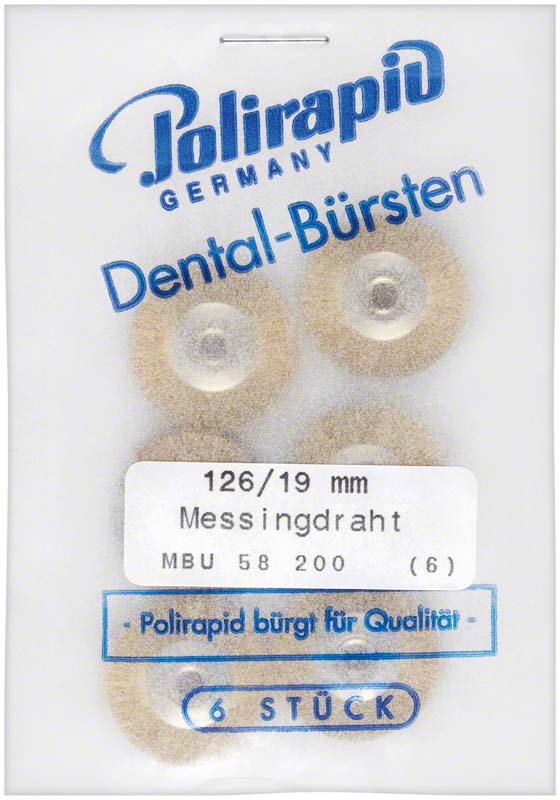 Polirapid
GERMANY
Dental-Bürsten
126/19 mm
Messingdraht
MBU 58 200 (6)
- Polirapid bürgt für Qualität -
6 STÜCK